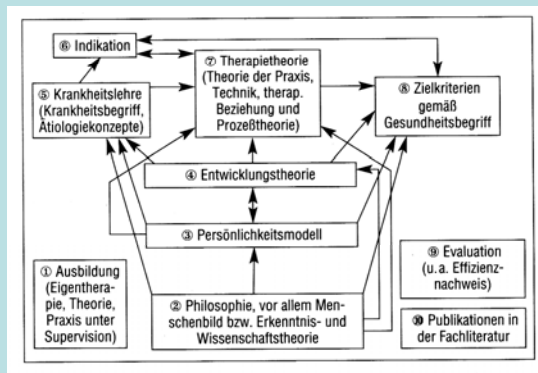 ⑥ Indikation
⑦ Therapietheorie
(Theorie der Praxis,
Technik, therap.
Beziehung und
Prozeßtheorie)
⑤ Krankheitslehre
(Krankheitsbegriff,
Ätiologiekonzepte)
⑧ Zielkriterien
gemäß
Gesundheitsbegriff
④ Entwicklungstheorie
③ Persönlichkeitsmodell
① Ausbildung
(Eigenthera-
pie, Theorie,
Praxis unter
Supervision)
② Philosophie, vor allem Men-
schenbild bzw. Erkenntnis- und
Wissenschaftstheorie
⑨ Evaluation
(u. a. Effizienz-
nachweis)
⑩ Publikationen in
der Fachliteratur